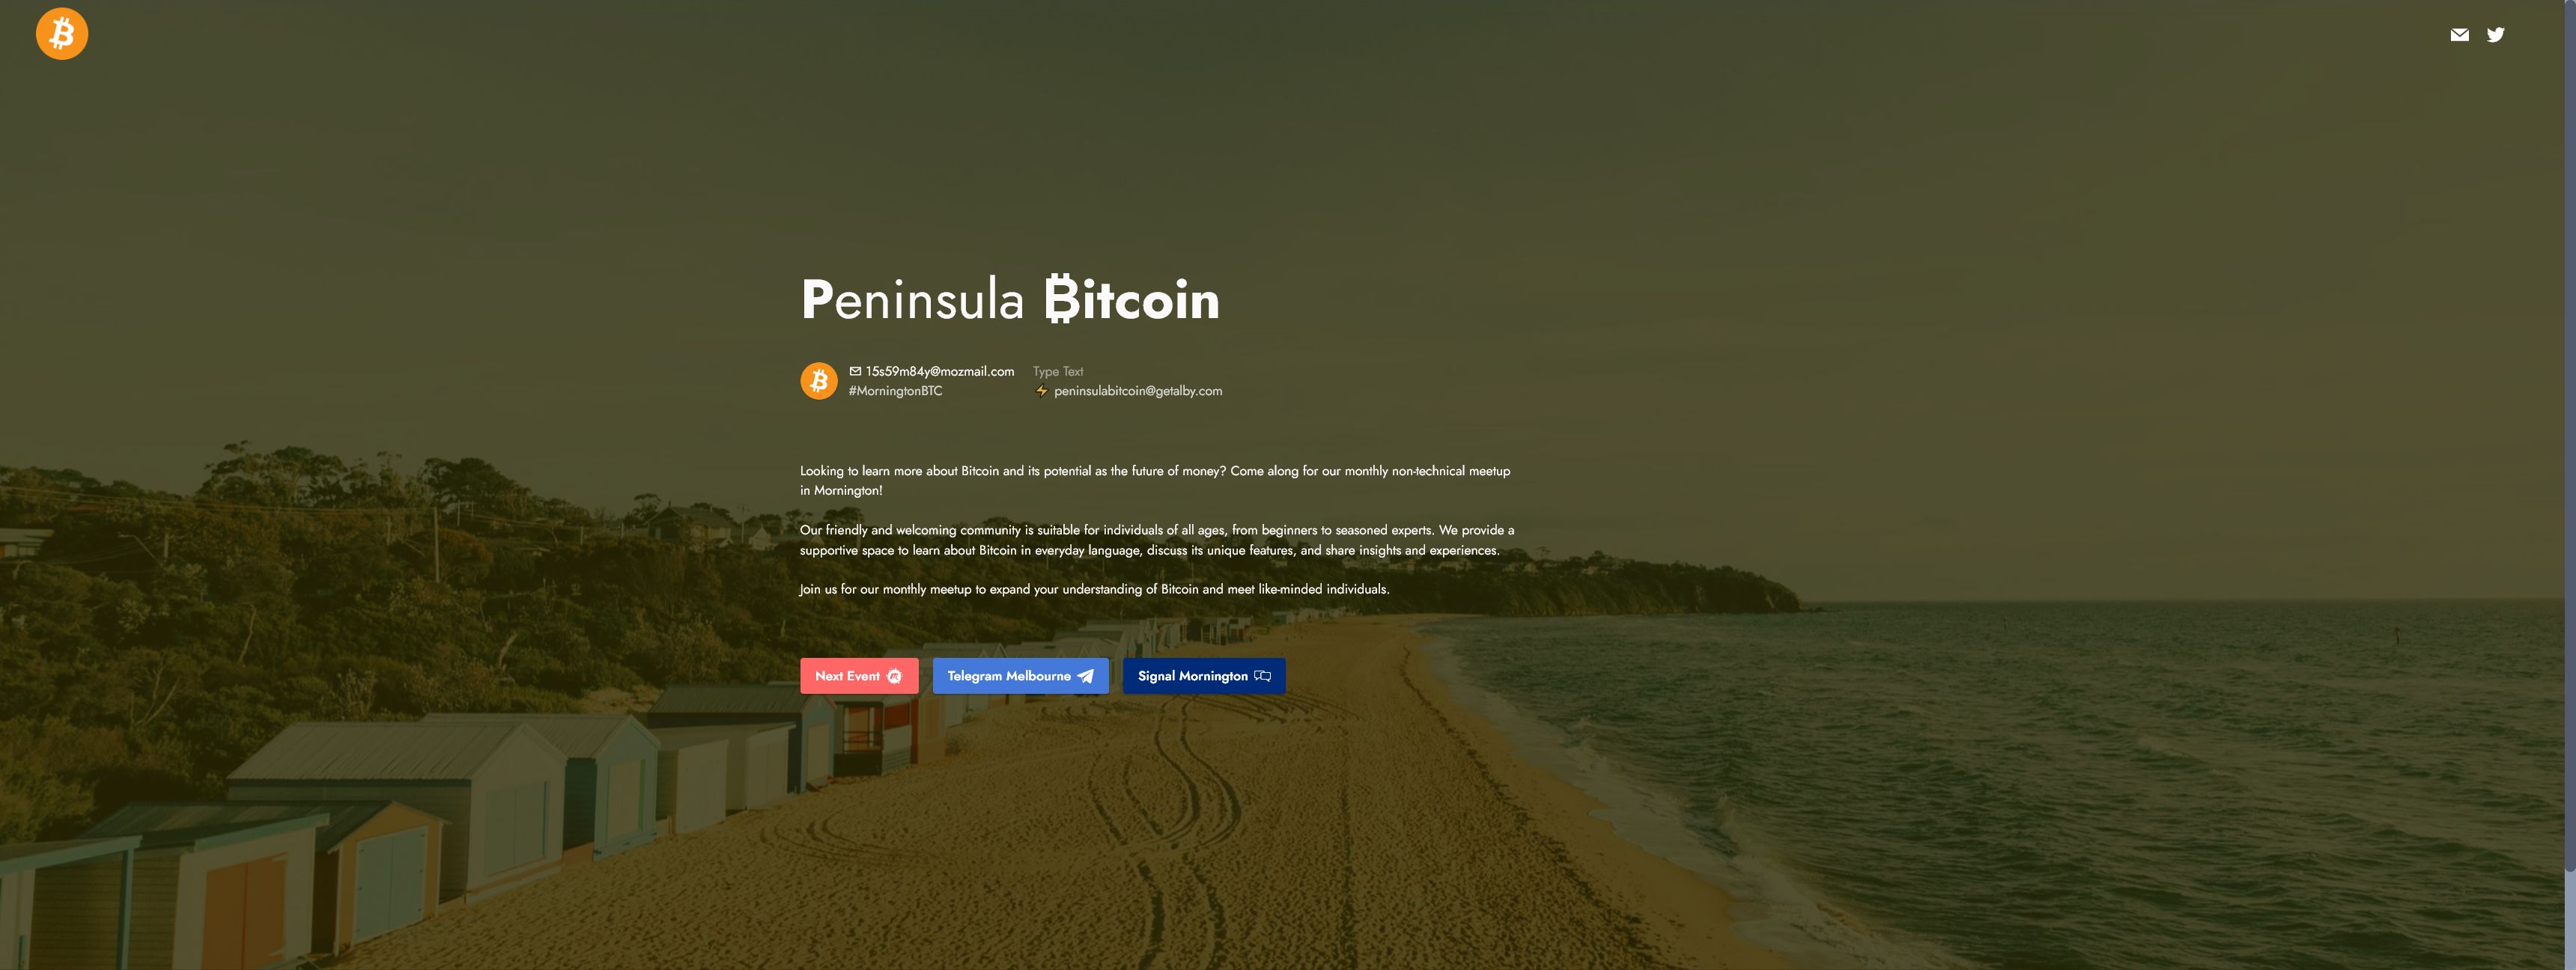 Peninsula ₿itcoin
15s59m84y@mozmail.com
#MorningtonBTC
Type Text
⚡ peninsulabitcoin@getalby.com
Looking to learn more about Bitcoin and its potential as the future of money? Come along for our monthly non-technical meetup
in Mornington!
Our friendly and welcoming community is suitable for individuals of all ages, from beginners to seasoned experts. We provide a
supportive space to learn about Bitcoin in everyday language, discuss its unique features, and share insights and experiences.
Join us for our monthly meetup to expand your understanding of Bitcoin and meet like-minded individuals.
Next Event
Telegram Melbourne
Signal Mornington